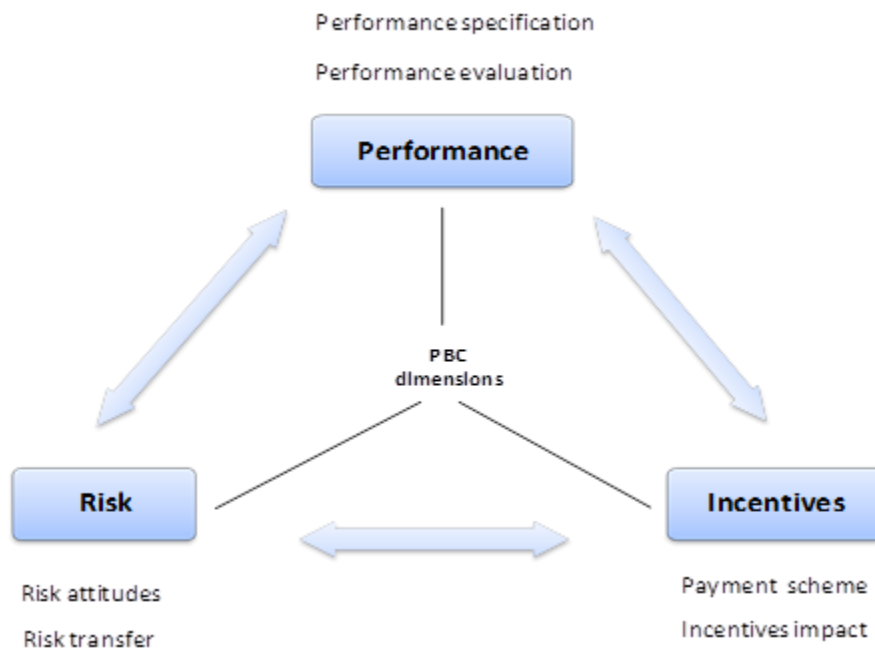 Performance specification
Performance evaluation
Performance
PBC
dimensions
Risk
Incentives
Risk attitudes
Risk transfer
Payment scheme
Incentives impact